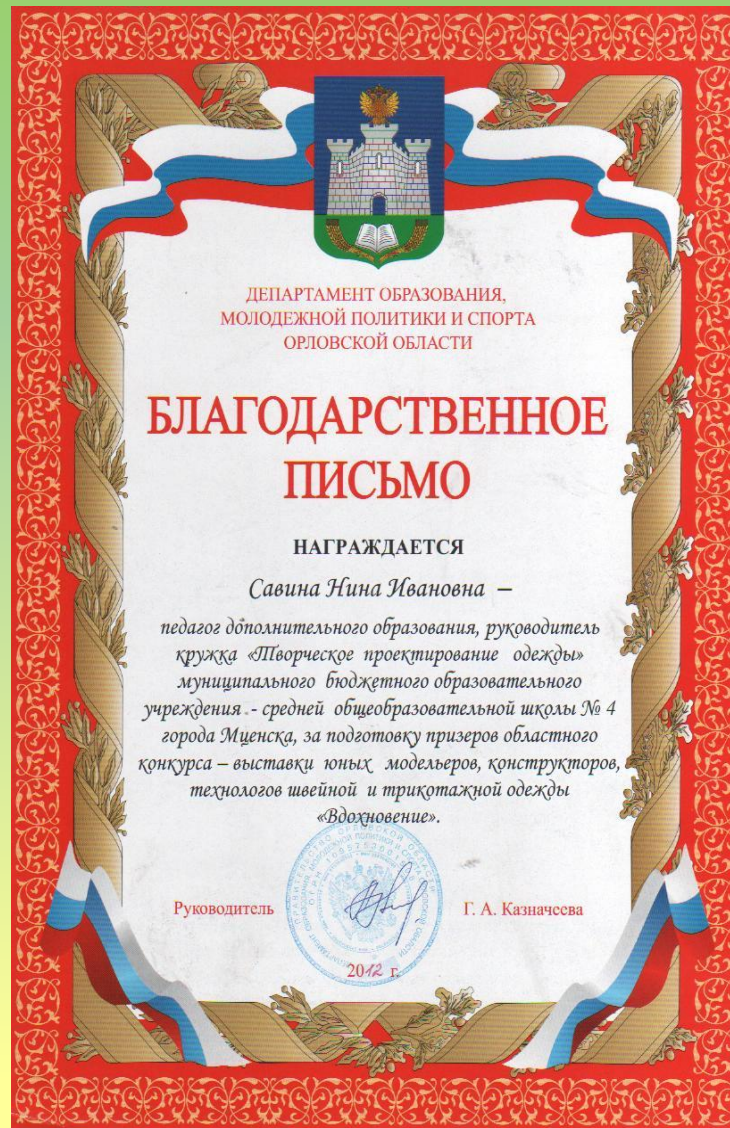 ДЕПАРТАМЕНТ ОБРАЗОВАНИЯ,
МОЛОДЕЖНОЙ ПОЛИТИКИ И СПОРТА
ОРЛОВСКОЙ ОБЛАСТИ
БЛАГОДАРСТВЕННОЕ
ПИСЬМО
НАГРАЖДАЕТСЯ
Савина Нина Ивановна –
педагог дополнительного образования, руководитель
кружка «Творческое проектирование одежды»
муниципального бюджетного образовательного
учреждения - средней общеобразовательной школы № 4
города Мценска, за подготовку призеров областного
конкурса – выставки юных модельеров, конструкторов,
технологов швейной и трикотажной одежды
«Вдохновение».
Руководитель
Г. А. Казначеева
2012 г.